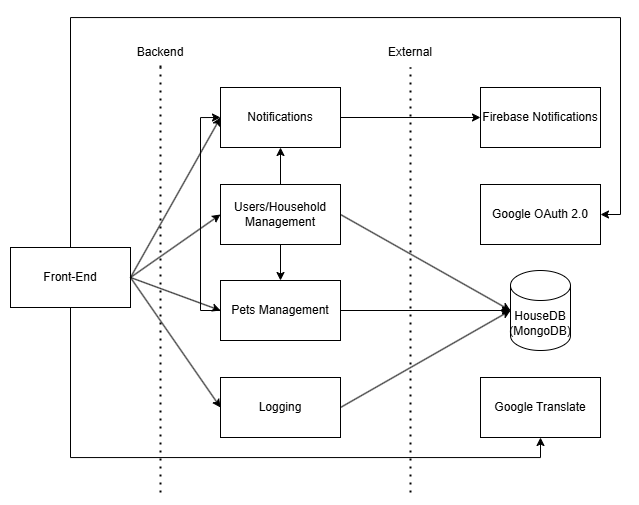 Backend
External
Notifications
Firebase Notifications
Users/Household
Management
Google OAuth 2.0
Front-End
Pets Management
HouseDB
(MongoDB)
Logging
Google Translate